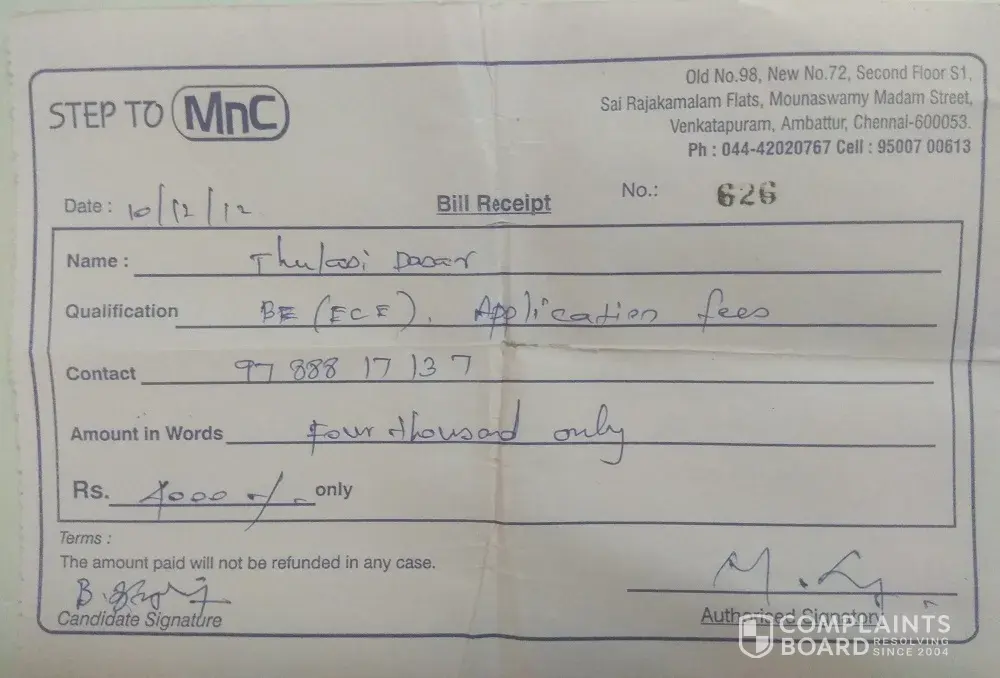 STEP TO MnC
Old No.98, New No.72, Second Floor S1,
Sai Rajakamalam Flats, Mounaswamy Madam Street,
Venkatapuram, Ambattur, Chennai-600053.
Ph : 044-42020767 Cell : 95007 00613
Date : 10/12/12
Bill Receipt
No.: 626
Name : Thulasi Dasar
Qualification BE (ECE). Application fees
Contact 97 888 17 137
Amount in Words Four thousand only
Rs. 4000 -/. only
Terms :
The amount paid will not be refunded in any case.
B.
Candidate Signature
Authorised Signatory
COMPLAINTS
BOARD RESOLVING
SINCE 2004